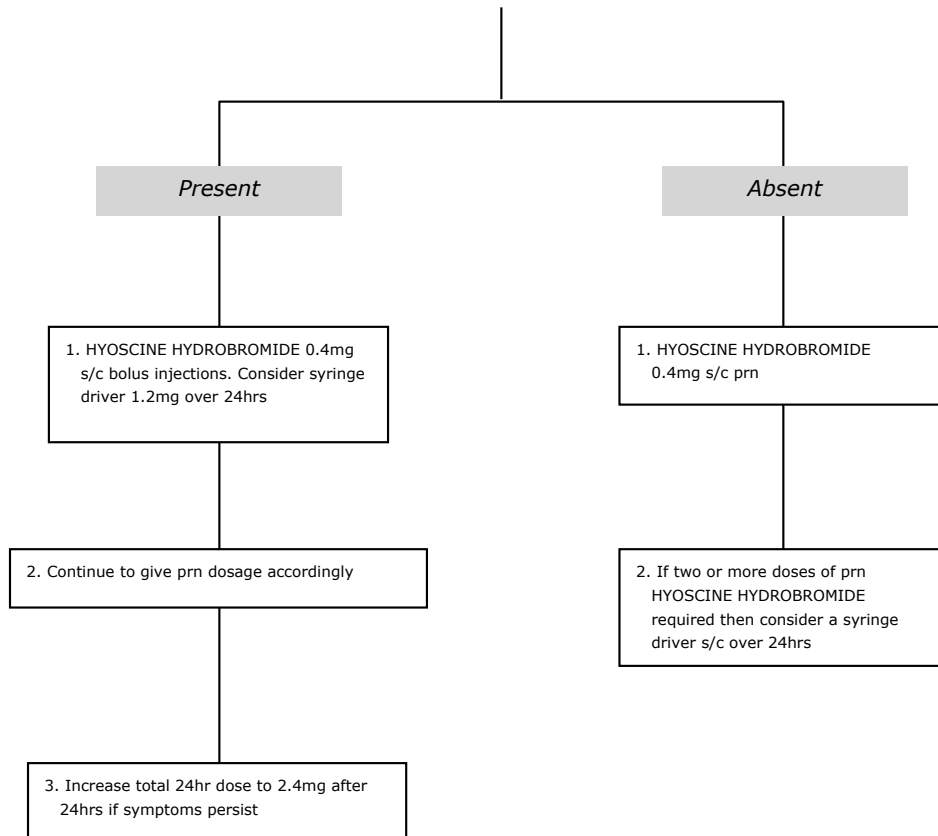 Present
Absent
1. HYOSCINE HYDROBROMIDE 0.4mg
s/c bolus injections. Consider syringe
driver 1.2mg over 24hrs
1. HYOSCINE HYDROBROMIDE
0.4mg s/c prn
2. Continue to give prn dosage accordingly
2. If two or more doses of prn
HYOSCINE HYDROBROMIDE
required then consider a syringe
driver s/c over 24hrs
3. Increase total 24hr dose to 2.4mg after
24hrs if symptoms persist